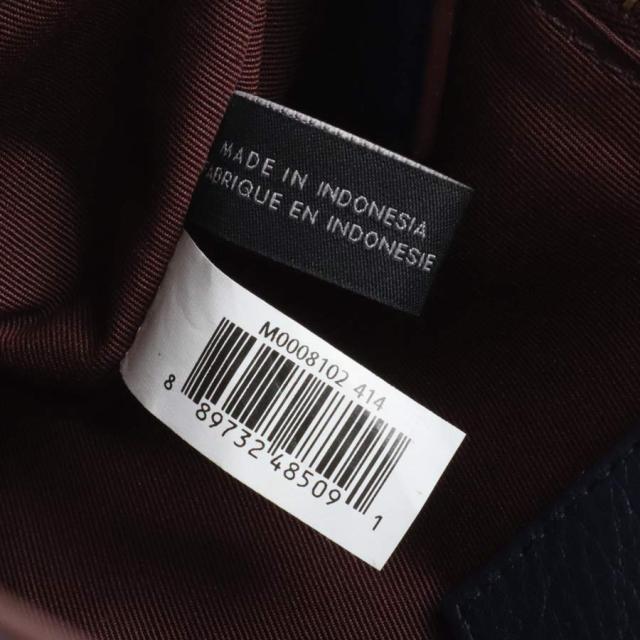 MADE IN INDONESIA
ABRIQUE EN INDONESIE
M0008102 414
8 89732 48509 1